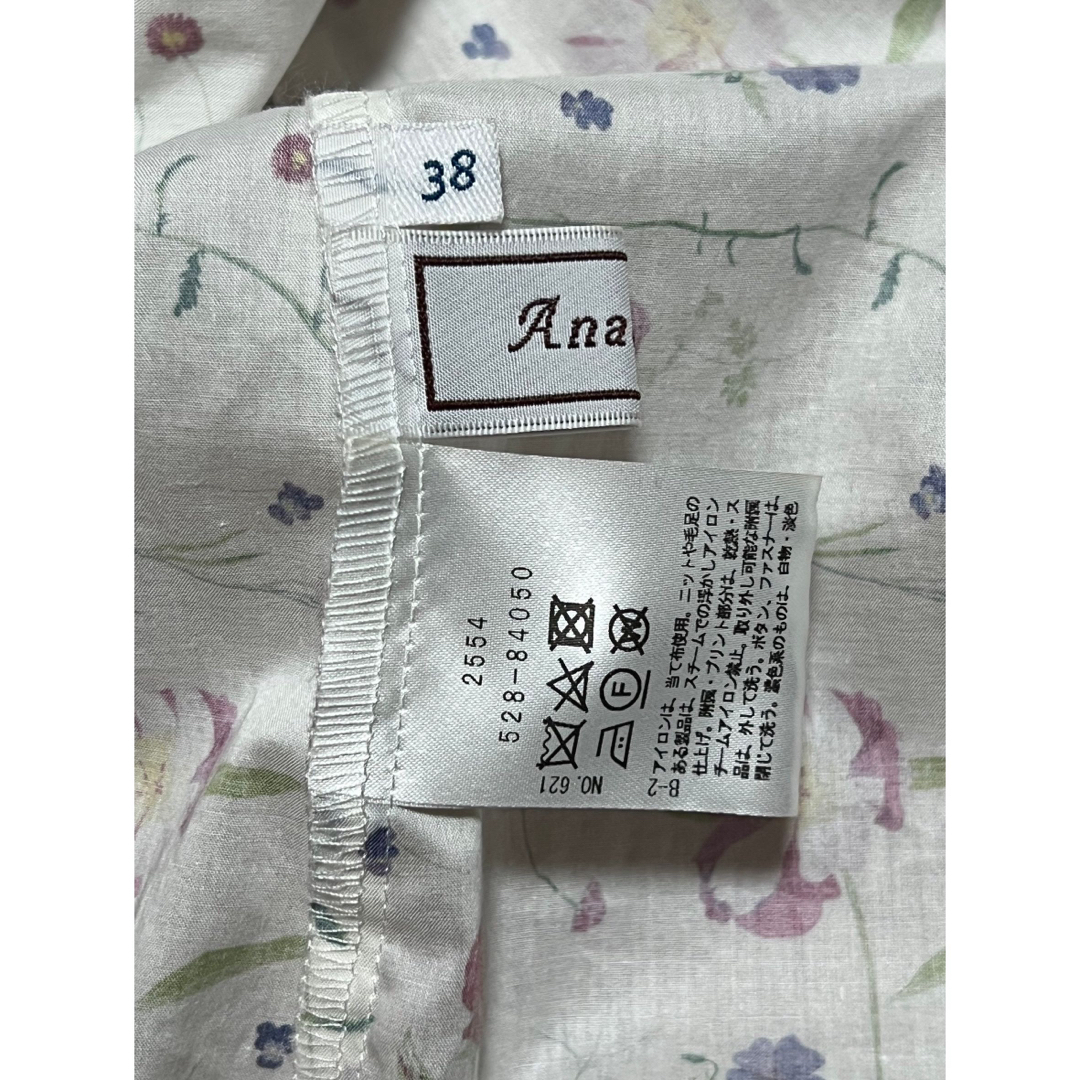 38
Ana
2554
528-84050
NO. 621
B-2
アイロンは、当て布使用。ニットや毛足の
ある製品は、スチームでの浮かしアイロン
仕上げ。附属・プリント部分は、乾熱・ス
チームアイロン禁止。取り外し可能な附属
品は、外して洗う。ボタン、ファスナーは、
閉じて洗う。濃色系のものは、白物・淡色